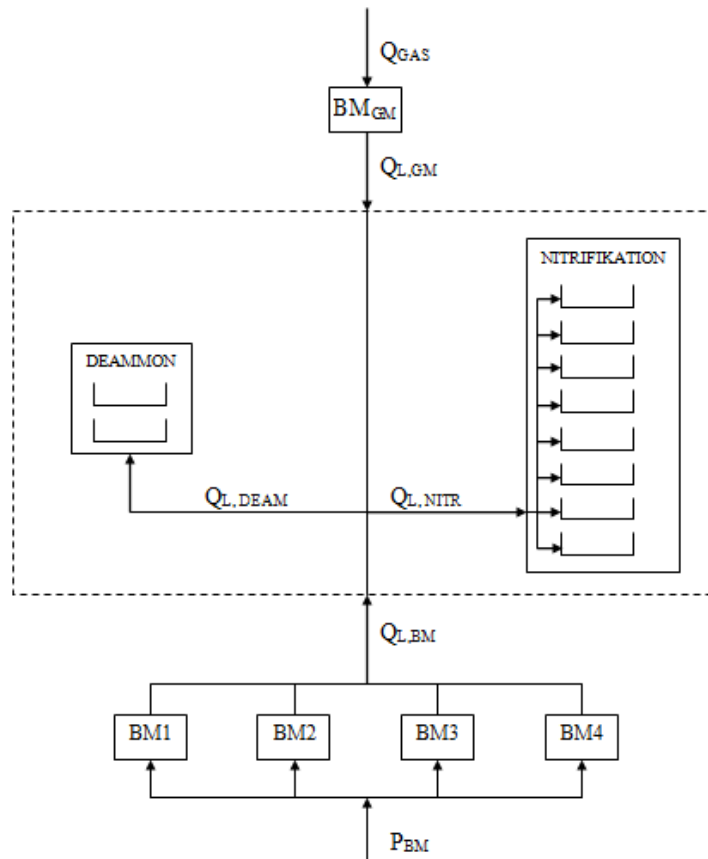 QGAS
BMGM
QL,GM
NITRIFIKATION
DEAMMON
QL,DEAM
QL,NITR
QL,BM
BM1
BM2
BM3
BM4
PBM